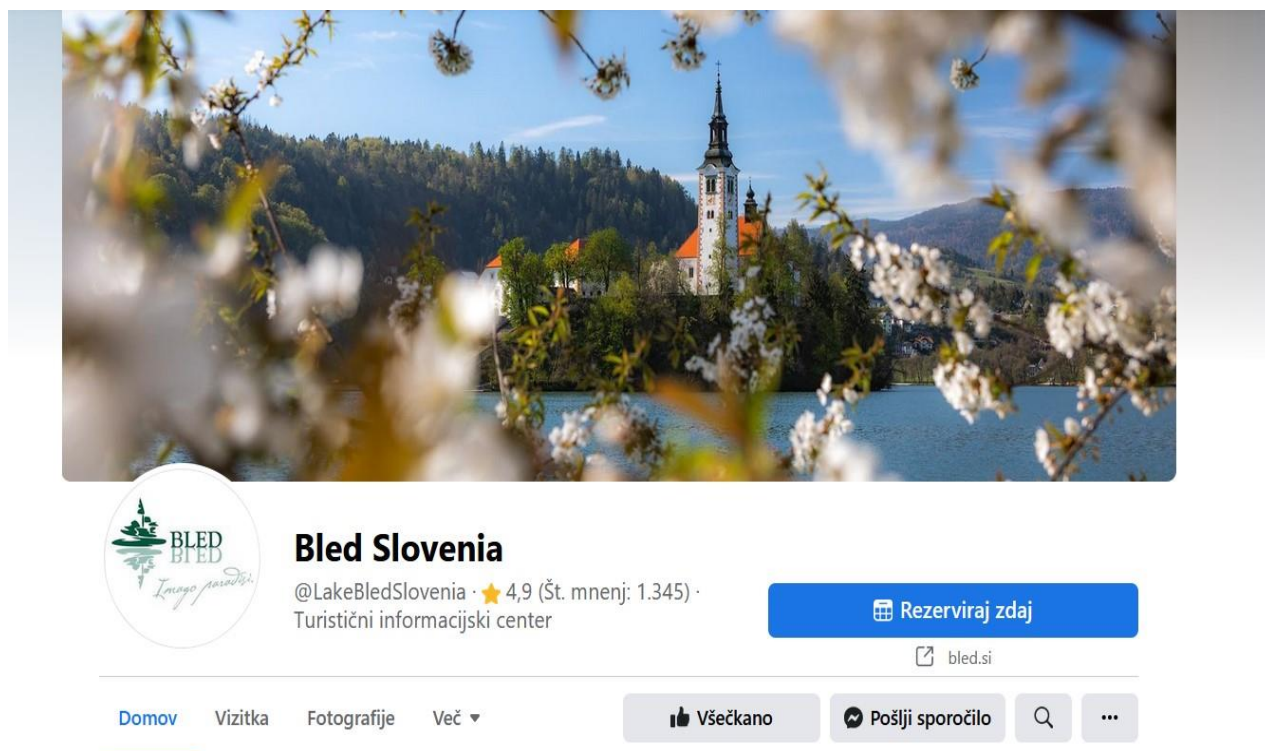 BLED
Imago paradisi.
Bled Slovenia
@LakeBledSlovenia · 4,9 (Št. mnenj: 1.345) ·
Turistični informacijski center
Rezerviraj zdaj
bled.si
Domov Vizitka Fotografije Več
Všečkano Pošlji sporočilo